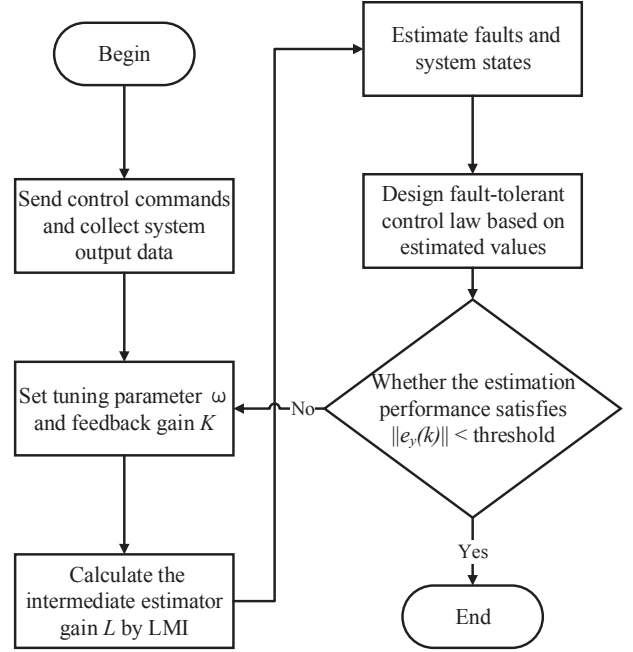 Begin
Send control commands
and collect system
output data
Set tuning parameter ω
and feedback gain K
Calculate the
intermediate estimator
gain L by LMI
Estimate faults and
system states
Design fault-tolerant
control law based on
estimated values
Whether the estimation
performance satisfies
||e_y(k)|| < threshold
No
Yes
End